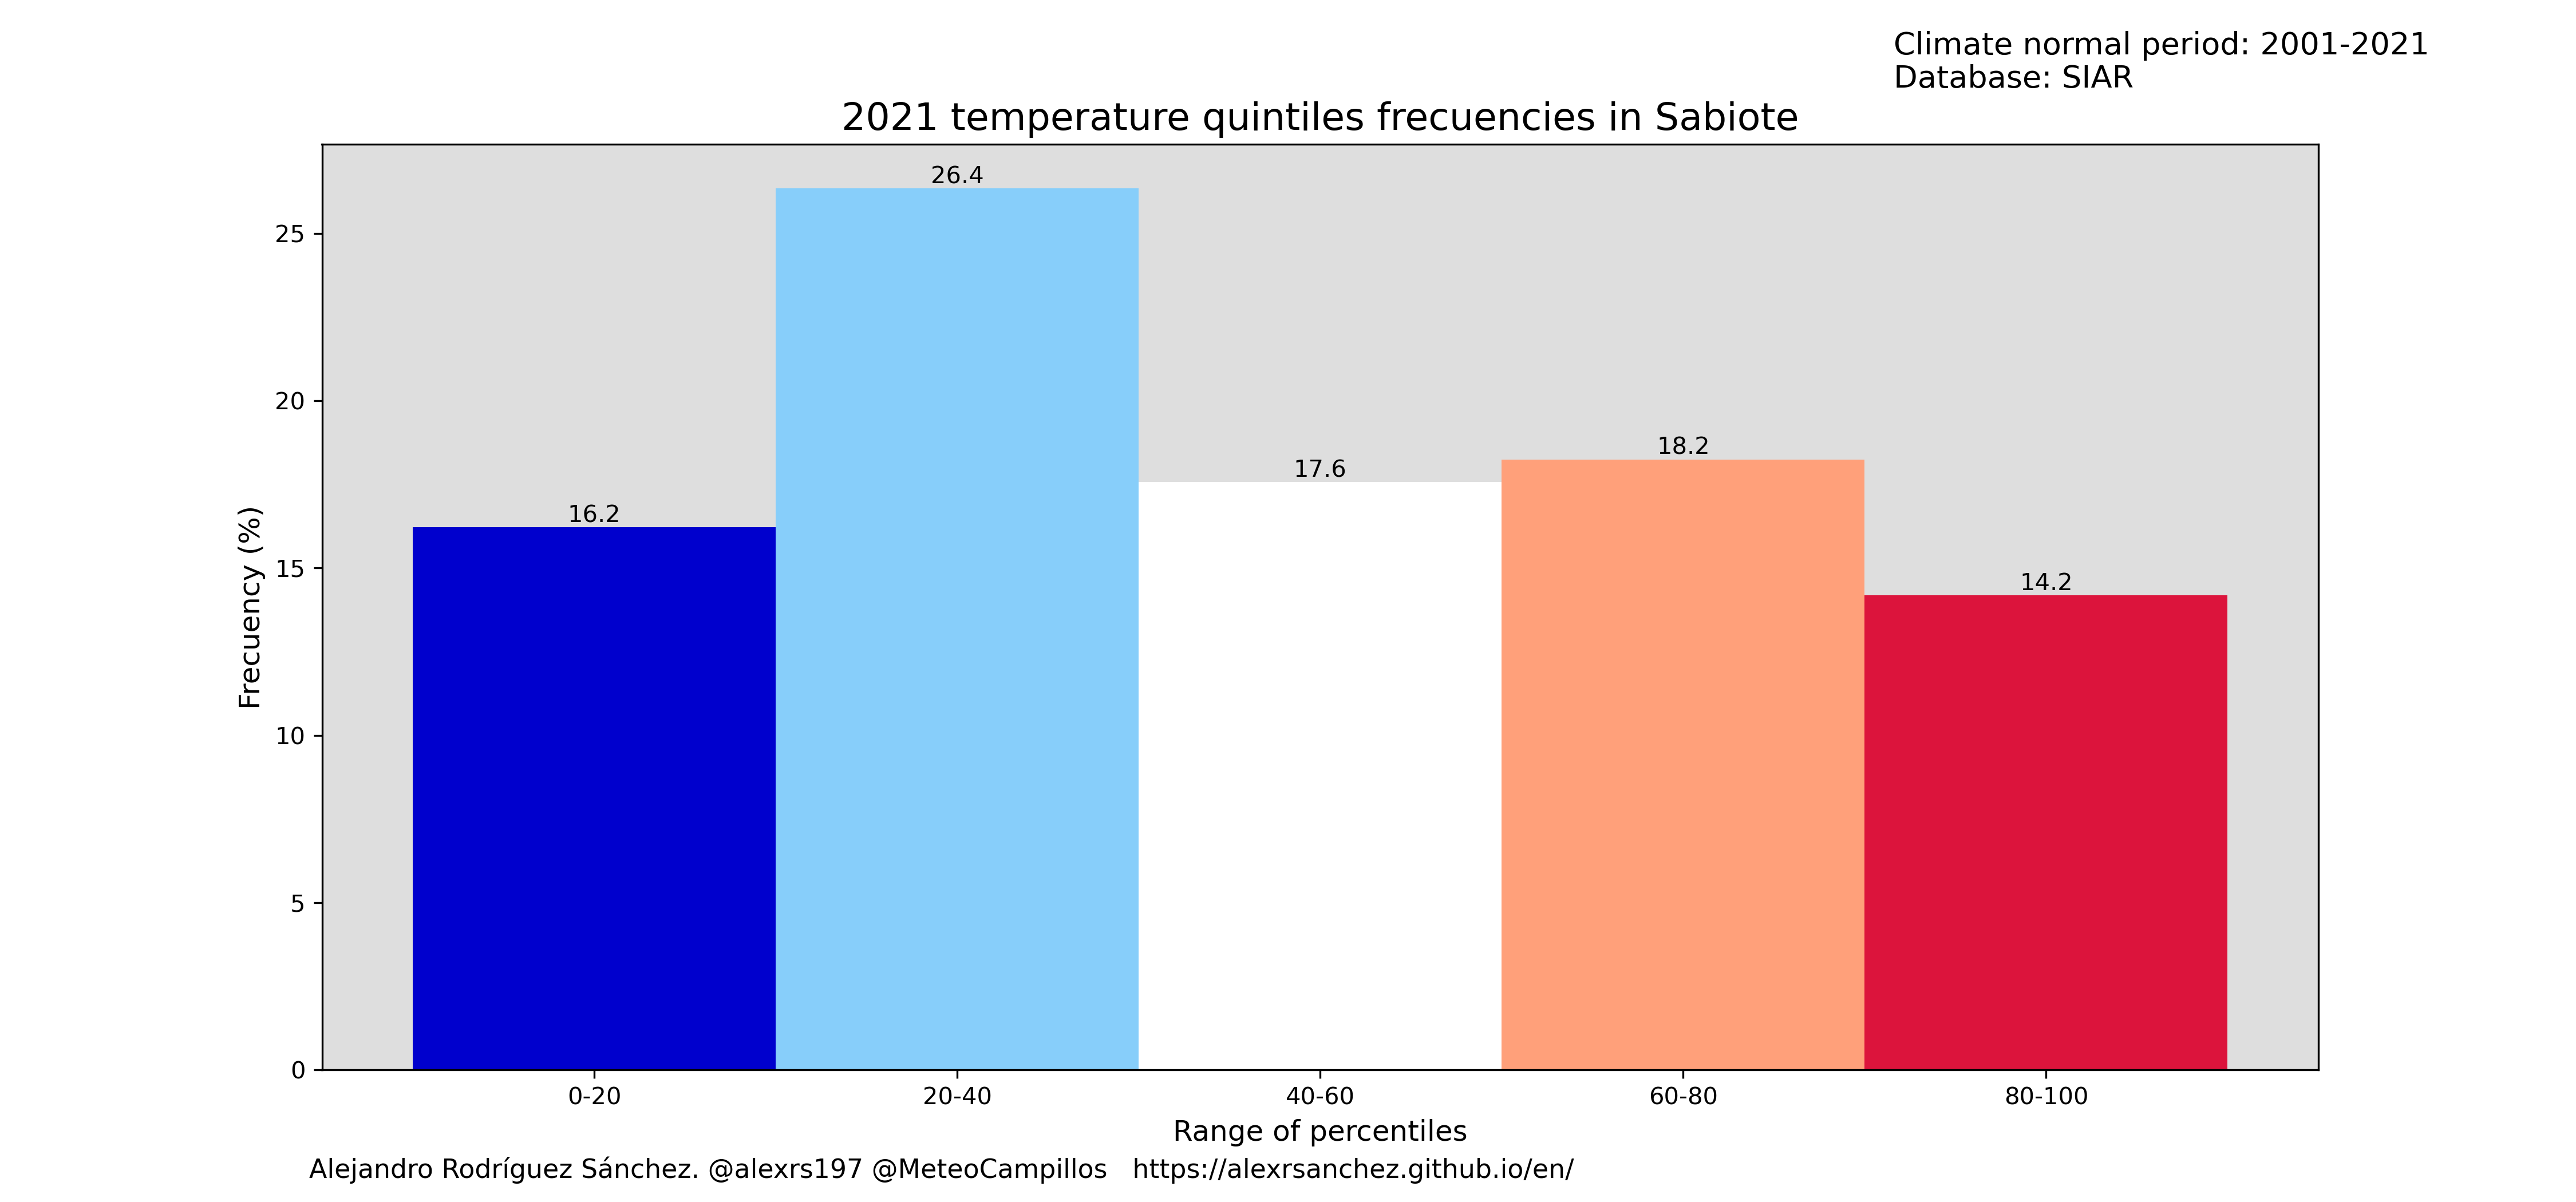 Climate normal period: 2001-2021
Database: SIAR
2021 temperature quintiles frecuencies in Sabiote
26.4
25
20
18.2
17.6
16.2
Frecuency (%)
15
14.2
10
5
0
0-20 20-40 40-60 60-80 80-100
Range of percentiles
Alejandro Rodríguez Sánchez. @alexrs197 @MeteoCampillos https://alexrsanchez.github.io/en/